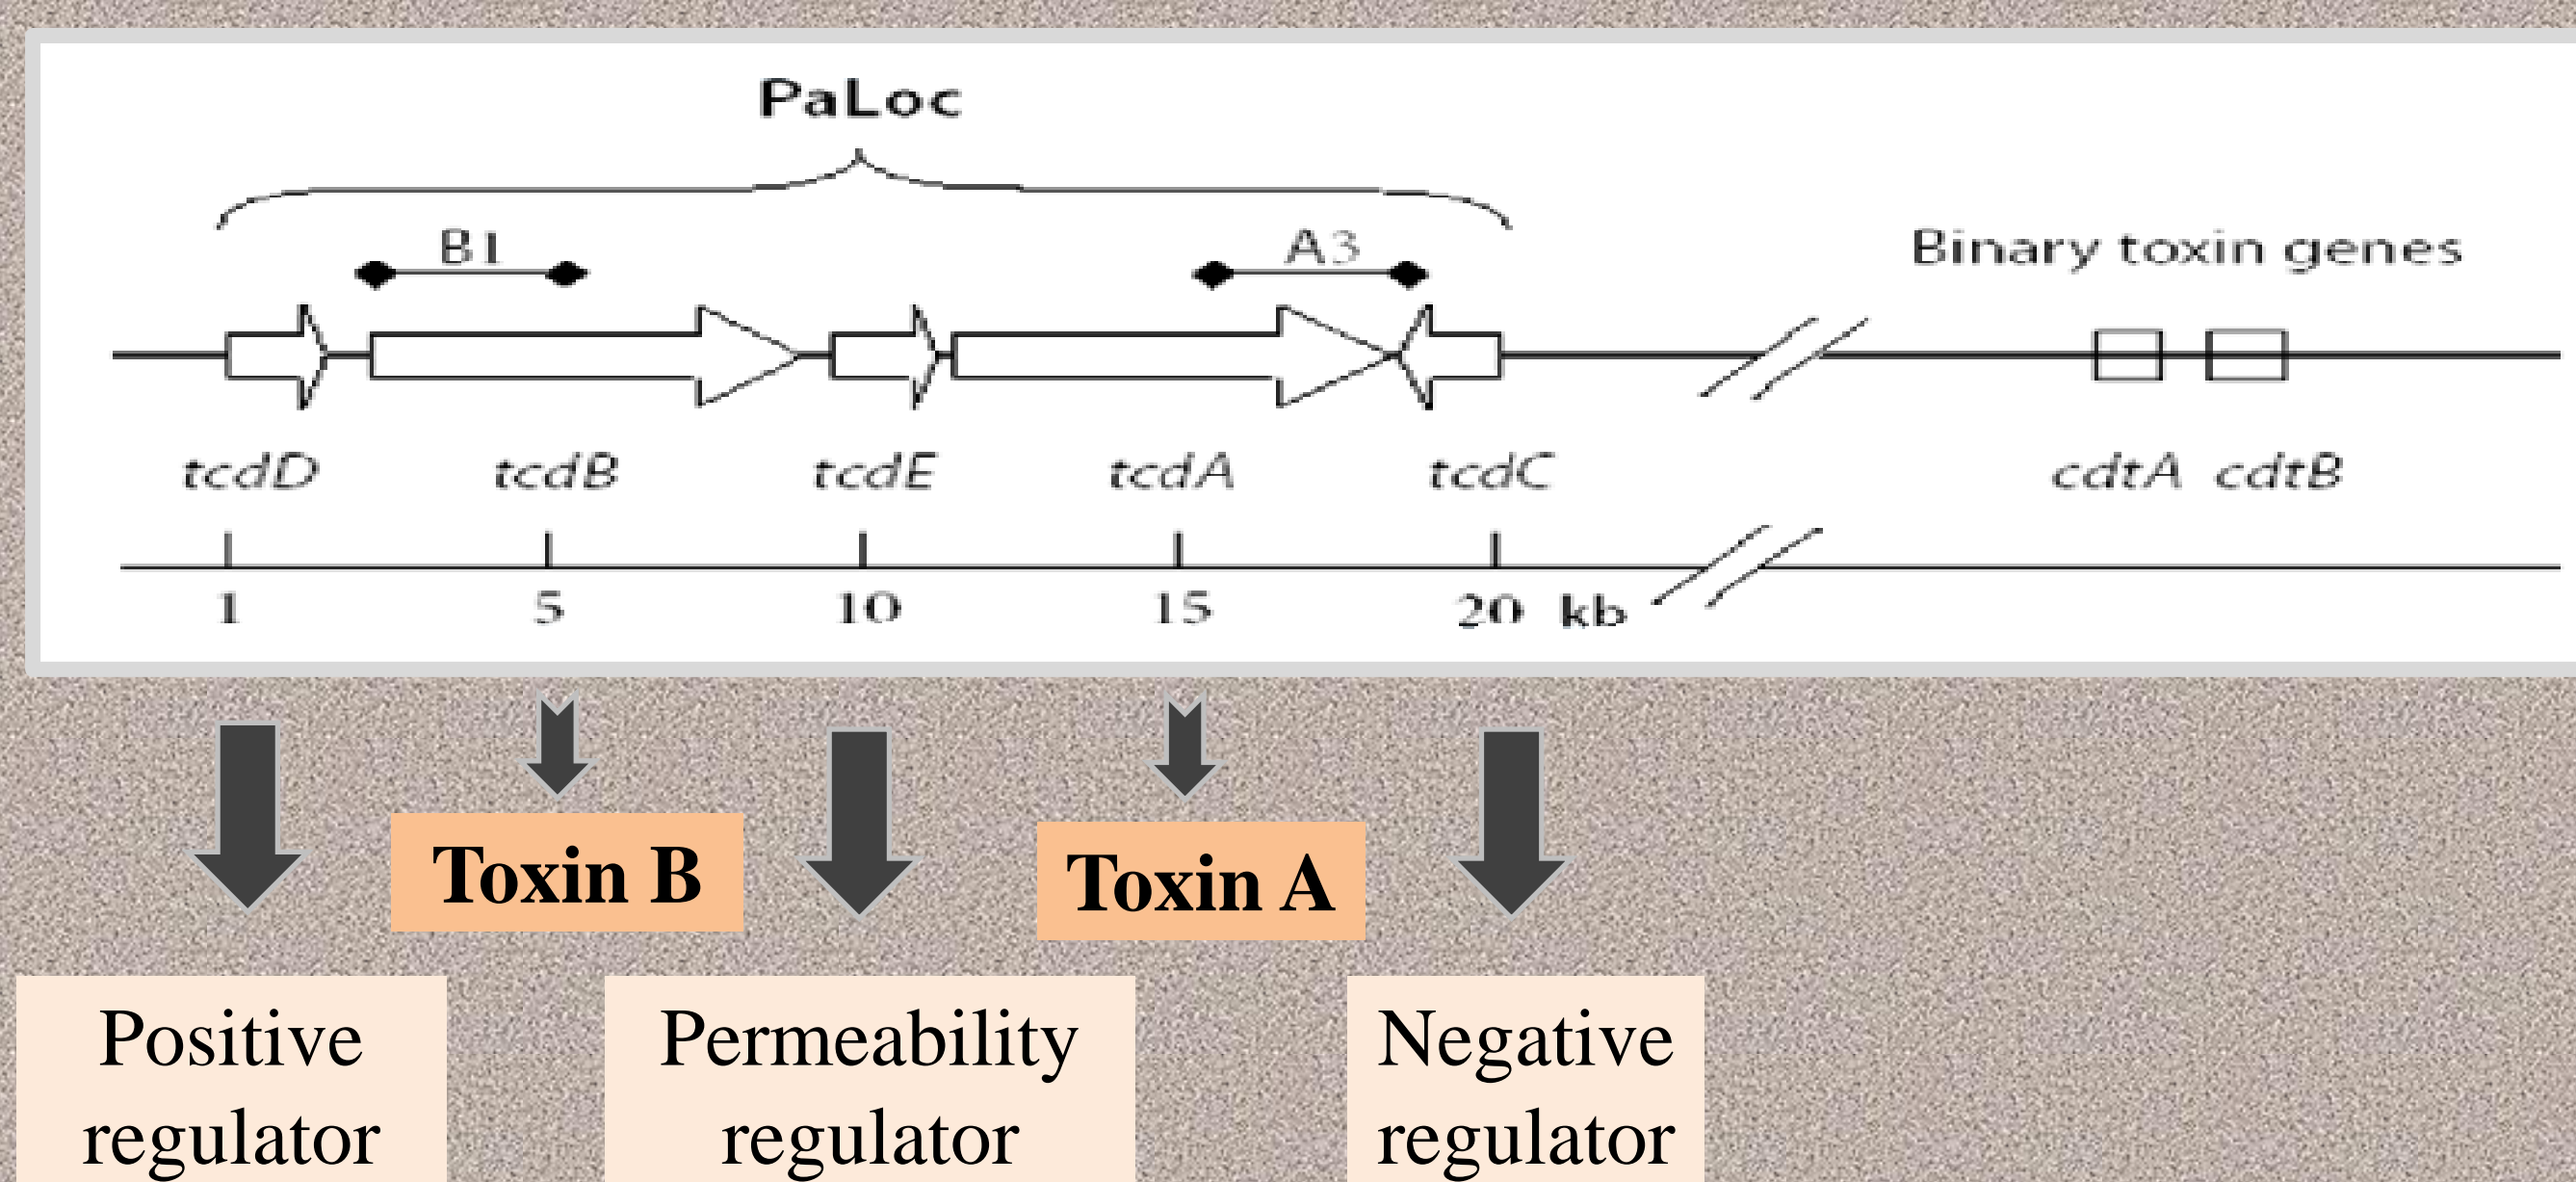 PaLoc
B1
A3
Binary toxin genes
tcdD tcdB tcdE tcdA tcdC cdtA cdtB
1 5 10 15 20 kb
Toxin B
Toxin A
Positive
regulator
Permeability
regulator
Negative
regulator